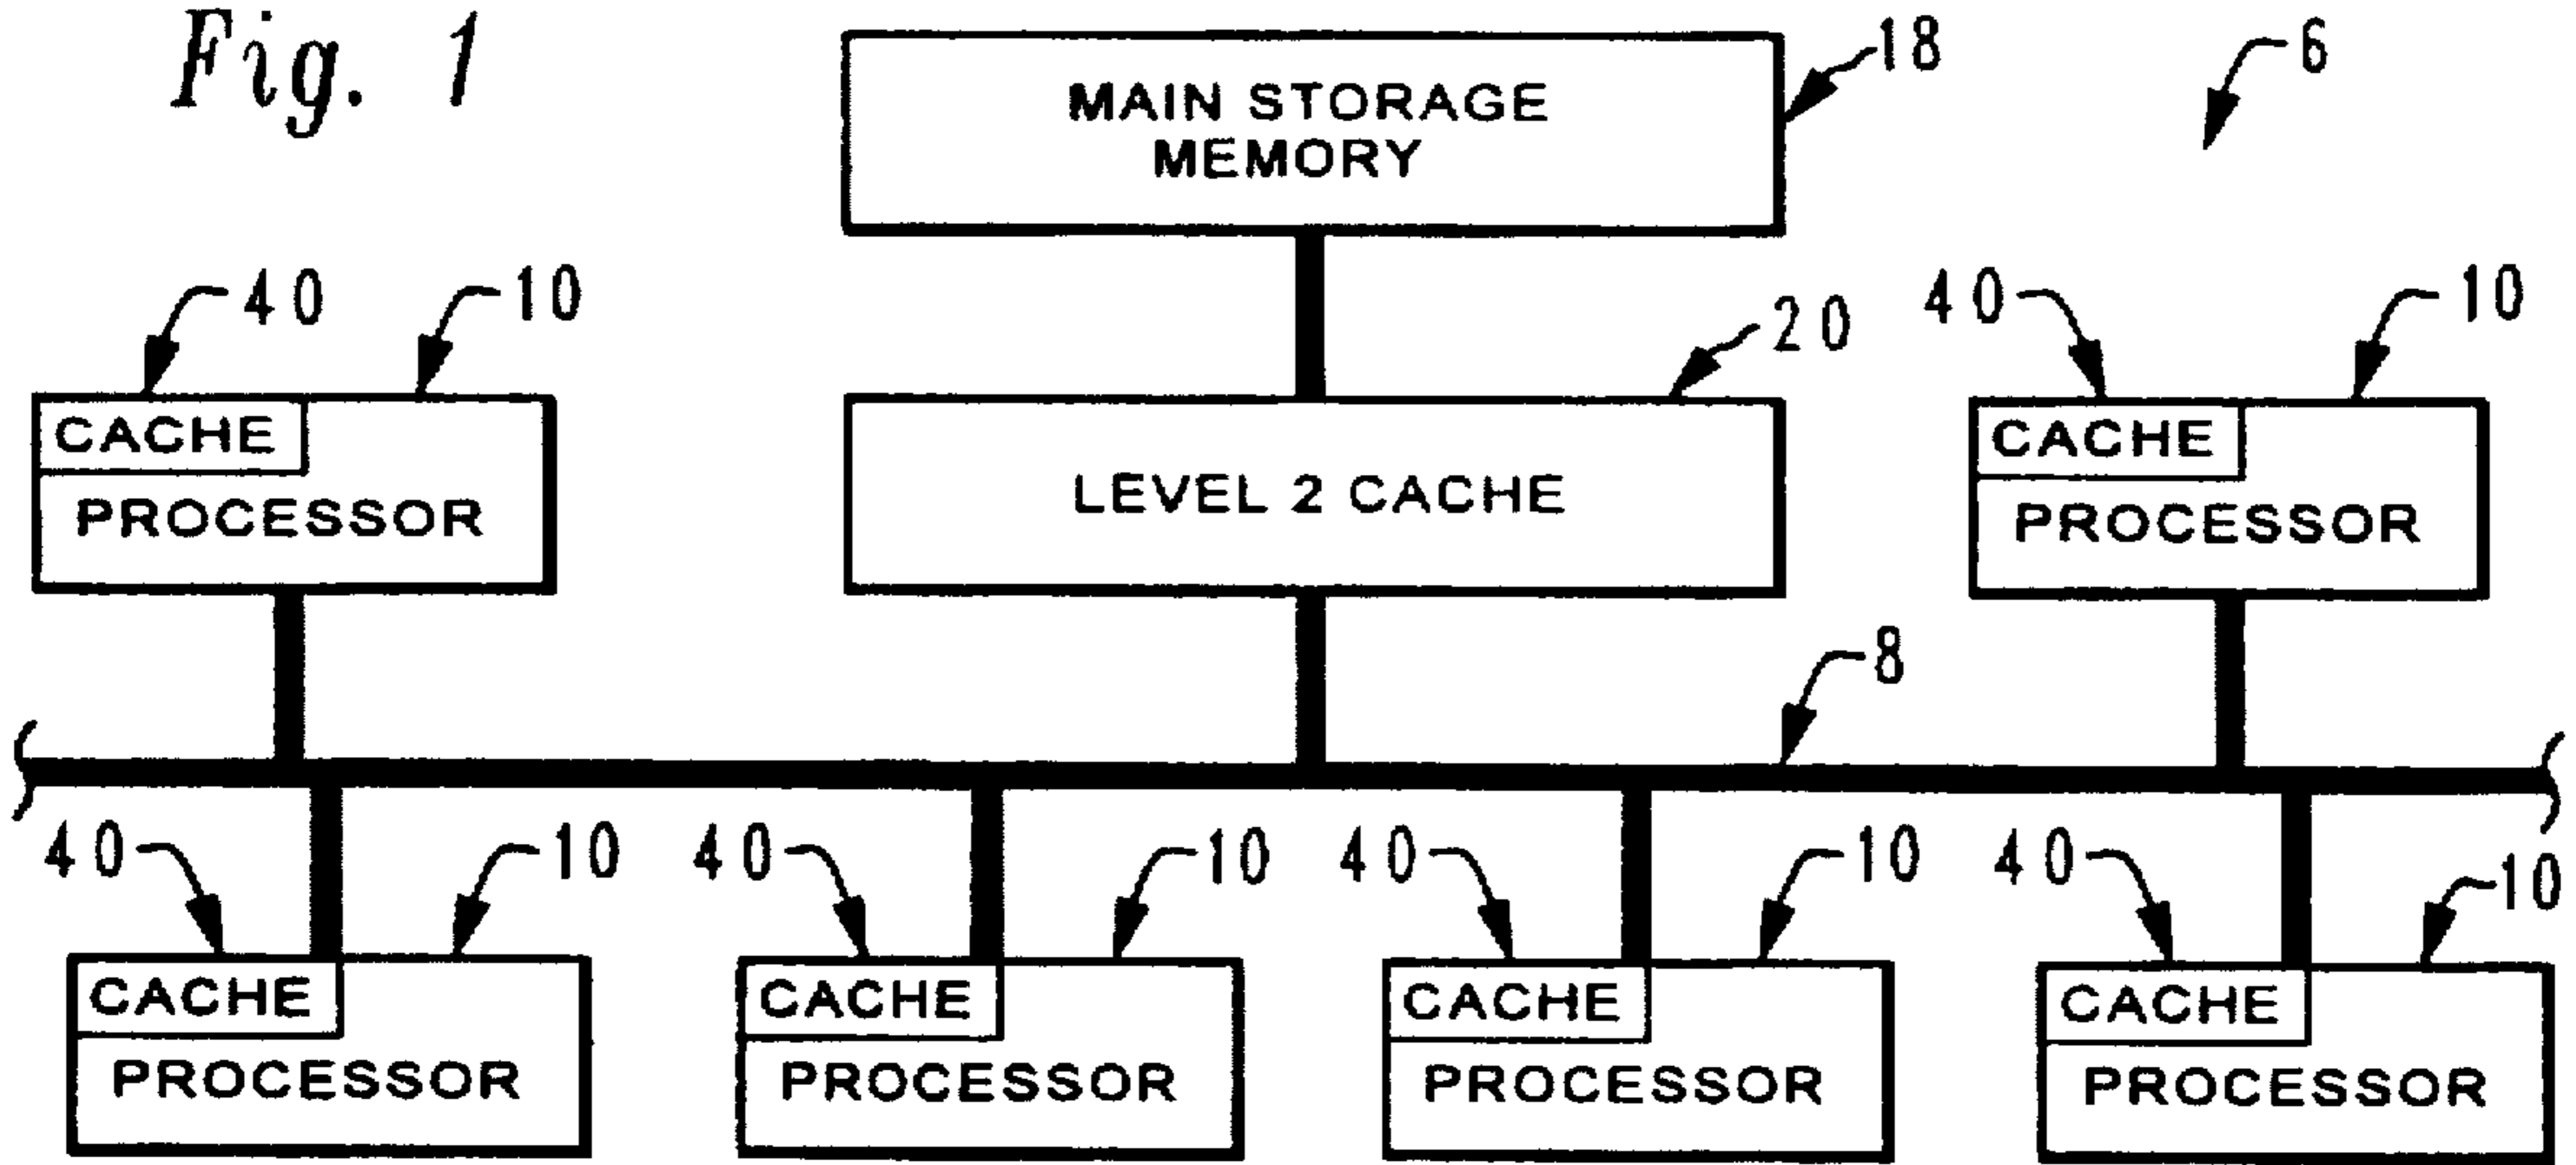 Fig. 1
MAIN STORAGE
MEMORY
18
6
40
10
CACHE
PROCESSOR
20
LEVEL 2 CACHE
40
10
CACHE
PROCESSOR
8
40
10
CACHE
PROCESSOR
40
10
CACHE
PROCESSOR
40
10
CACHE
PROCESSOR
40
10
CACHE
PROCESSOR